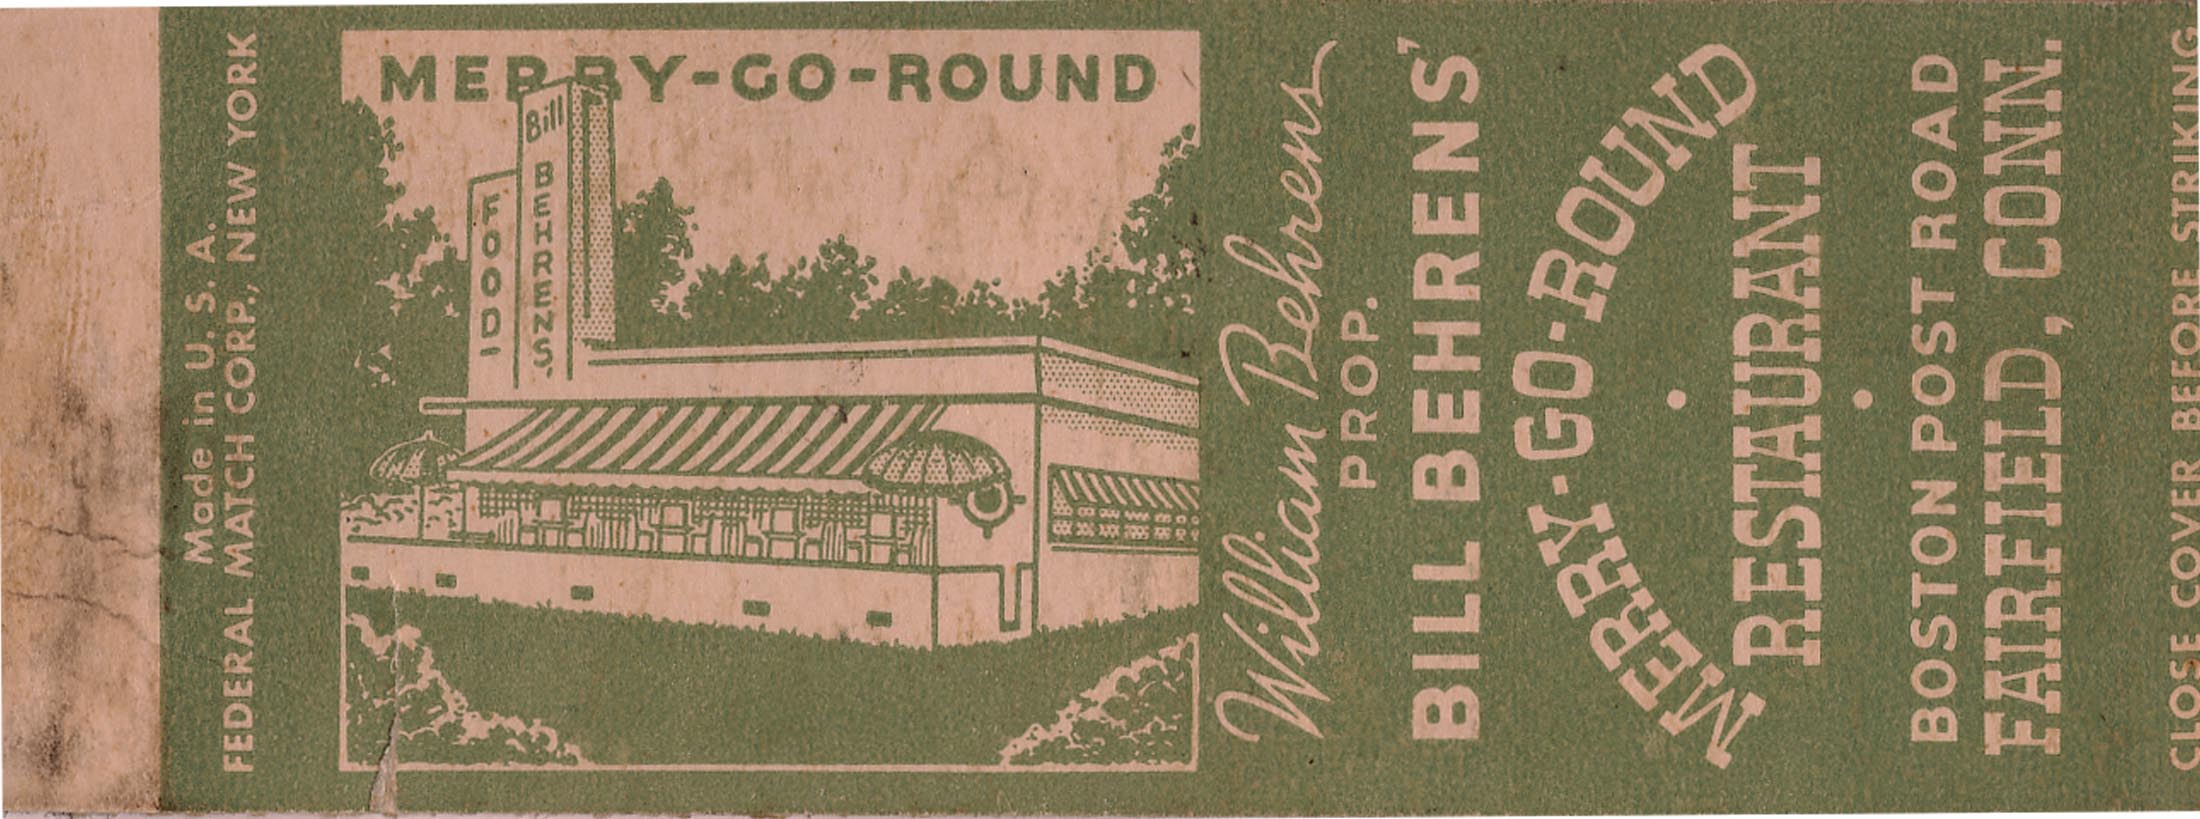 Made in U. S. A.
FEDERAL MATCH CORP., NEW YORK
MERRY-GO-ROUND
Bill
BEHRENS'
FOOD
William Behrens
PROP.
BILL BEHRENS'
MERRY-GO-ROUND
RESTAURANT
BOSTON POST ROAD
FAIRFIELD, CONN.
CLOSE COVER BEFORE STRIKING